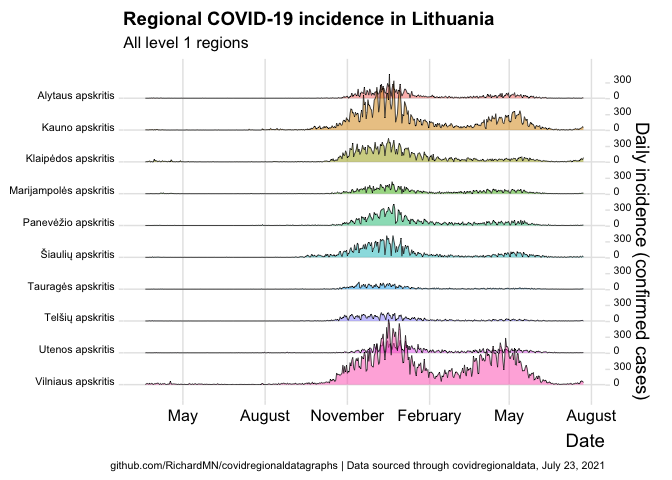 Regional COVID-19 incidence in Lithuania
All level 1 regions
Alytaus apskritis
Kauno apskritis
Klaipėdos apskritis
Marijampolės apskritis
Panevėžio apskritis
Šiaulių apskritis
Tauragės apskritis
Telšių apskritis
Utenos apskritis
Vilniaus apskritis
300
0
300
0
300
0
300
0
300
0
300
0
300
0
300
0
300
0
300
0
Daily incidence (confirmed cases)
May August November February May August
Date
github.com/RichardMN/covidregionaldatagraphs | Data sourced through covidregionaldata, July 23, 2021